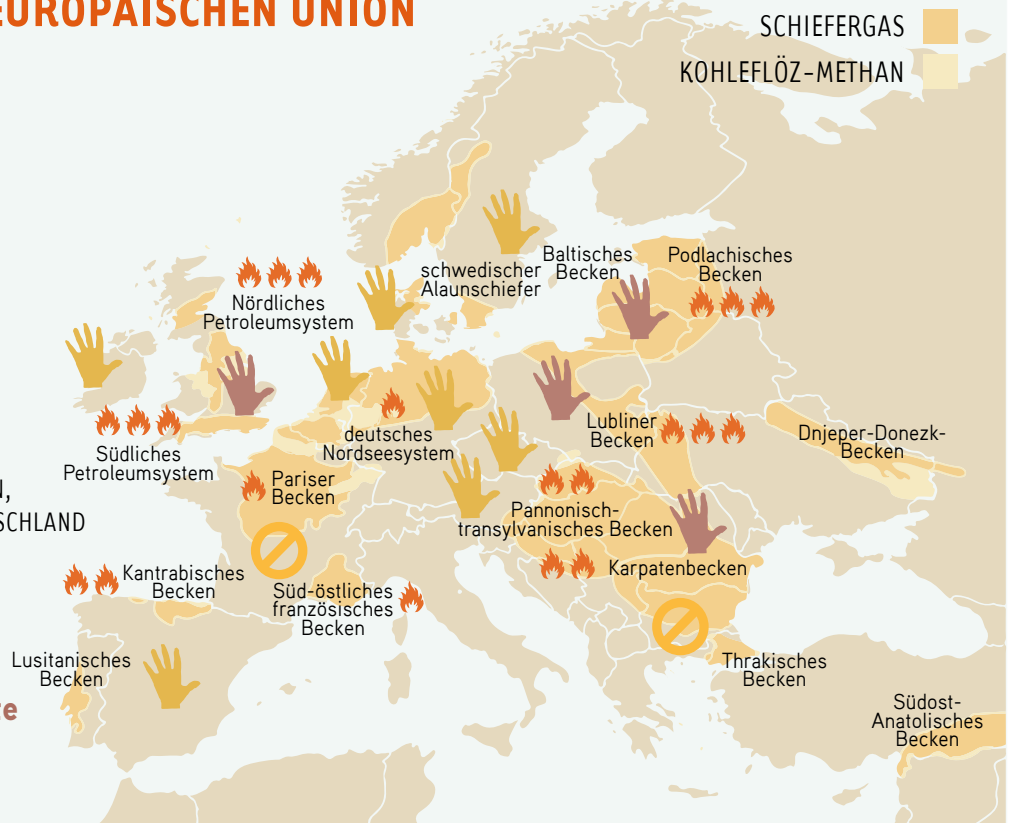 EUROPÄISCHEN UNION
SCHIEFERGAS
KOHLEFLÖZ-METHAN
schwedischer
Alaunschiefer
Baltisches
Becken
Podlachisches
Becken
Nördliches
Petroleumsystem
Südliches
Petroleumsystem
deutsches
Nordseesystem
Lubliner
Becken
Dnjeper-Donezk-
Becken
N,
SCHLAND
Pariser
Becken
Pannonisch-
transylvanisches Becken
Karpatenbecken
Kantrabisches
Becken
Süd-östliches
französisches
Becken
Lusitanisches
Becken
te
Thrakisches
Becken
Südost-
Anatolisches
Becken